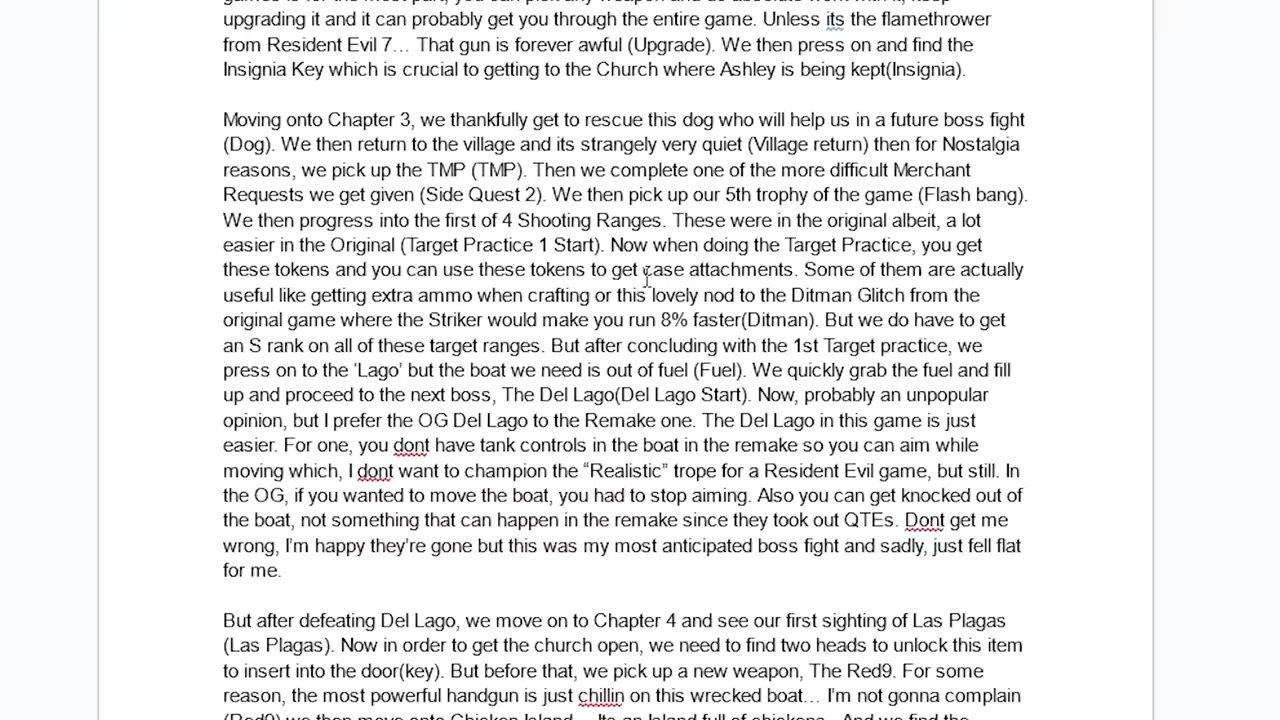 upgrading it and it can probably get you through the entire game. Unless its the flamethrower
from Resident Evil 7... That gun is forever awful (Upgrade). We then press on and find the
Insignia Key which is crucial to getting to the Church where Ashley is being kept(Insignia).
Moving onto Chapter 3, we thankfully get to rescue this dog who will help us in a future boss fight
(Dog). We then return to the village and its strangely very quiet (Village return) then for Nostalgia
reasons, we pick up the TMP (TMP). Then we complete one of the more difficult Merchant
Requests we get given (Side Quest 2). We then pick up our 5th trophy of the game (Flash bang).
We then progress into the first of 4 Shooting Ranges. These were in the original albeit, a lot
easier in the Original (Target Practice 1 Start). Now when doing the Target Practice, you get
these tokens and you can use these tokens to get case attachments. Some of them are actually
useful like getting extra ammo when crafting or this lovely nod to the Ditman Glitch from the
original game where the Striker would make you run 8% faster(Ditman). But we do have to get
an S rank on all of these target ranges. But after concluding with the 1st Target practice, we
press on to the ‘Lago’ but the boat we need is out of fuel (Fuel). We quickly grab the fuel and fill
up and proceed to the next boss, The Del Lago(Del Lago Start). Now, probably an unpopular
opinion, but I prefer the OG Del Lago to the Remake one. The Del Lago in this game is just
easier. For one, you dont have tank controls in the boat in the remake so you can aim while
moving which, I dont want to champion the “Realistic” trope for a Resident Evil game, but still. In
the OG, if you wanted to move the boat, you had to stop aiming. Also you can get knocked out of
the boat, not something that can happen in the remake since they took out QTEs. Dont get me
wrong, I’m happy they’re gone but this was my most anticipated boss fight and sadly, just fell flat
for me.
But after defeating Del Lago, we move on to Chapter 4 and see our first sighting of Las Plagas
(Las Plagas). Now in order to get the church open, we need to find two heads to unlock this item
to insert into the door(key). But before that, we pick up a new weapon, The Red9. For some
reason, the most powerful handgun is just chillin on this wrecked boat... I’m not gonna complain
(Red9) we then move onto Chicken Island... Its an Island full of chickens.. And we find the